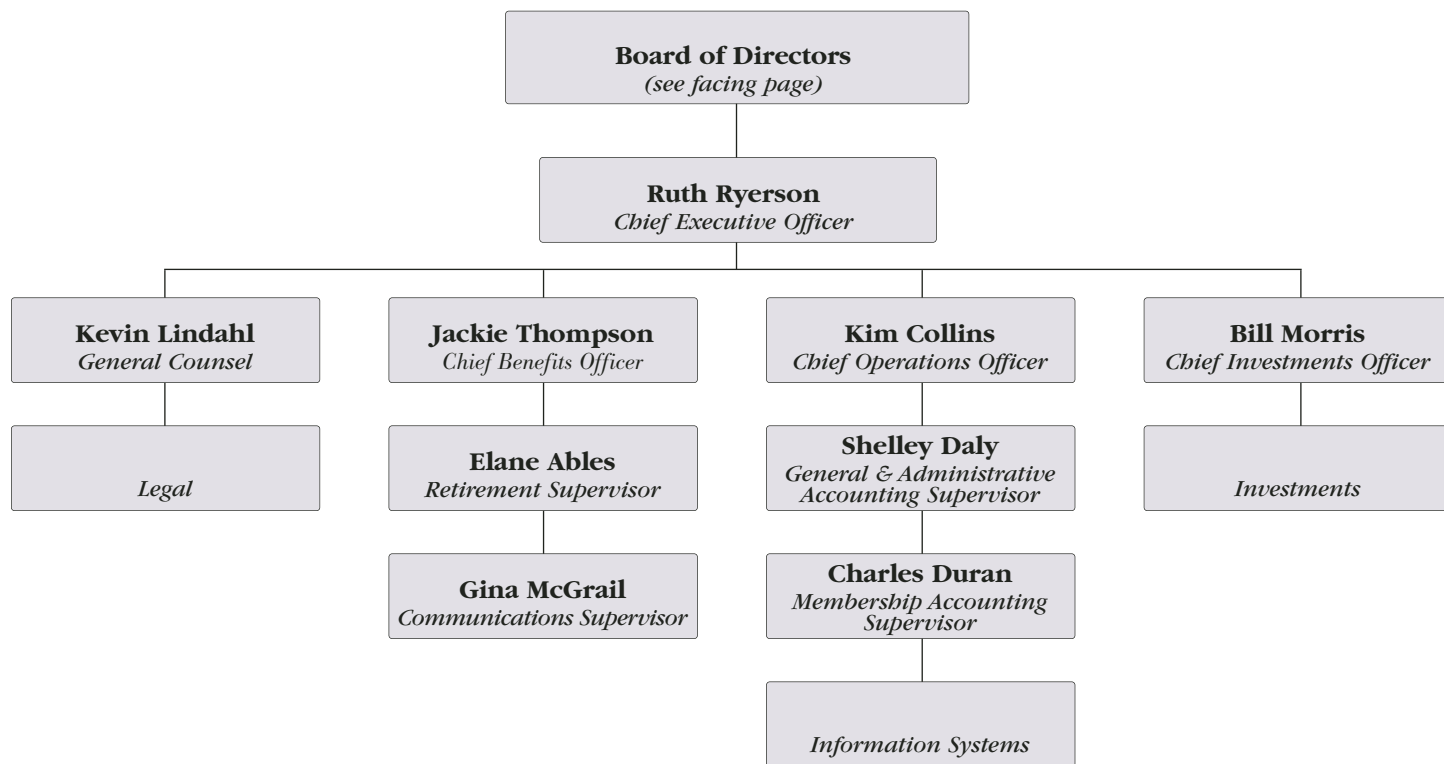 Board of Directors
(see facing page)
Ruth Ryerson
Chief Executive Officer
Kevin Lindahl
General Counsel
Jackie Thompson
Chief Benefits Officer
Kim Collins
Chief Operations Officer
Bill Morris
Chief Investments Officer
Legal
Elane Ables
Retirement Supervisor
Shelley Daly
General & Administrative
Accounting Supervisor
Investments
Gina McGrail
Communications Supervisor
Charles Duran
Membership Accounting
Supervisor
Information Systems